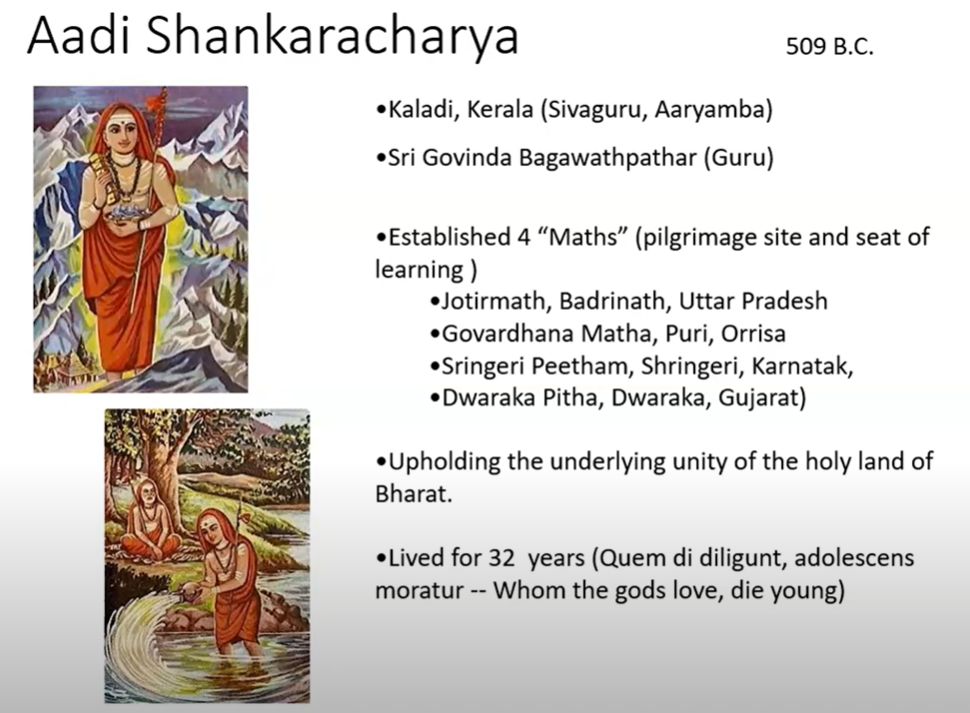 Aadi Shankaracharya
509 B.C.
•Kaladi, Kerala (Sivaguru, Aaryamba)
•Sri Govinda Bagawathpathar (Guru)
•Established 4 “Maths” (pilgrimage site and seat of
learning )
•Jotirmath, Badrinath, Uttar Pradesh
•Govardhana Matha, Puri, Orrisa
•Sringeri Peetham, Shringeri, Karnatak,
•Dwaraka Pitha, Dwaraka, Gujarat)
•Upholding the underlying unity of the holy land of
Bharat.
•Lived for 32  years (Quem di diligunt, adolescens
moratur -- Whom the gods love, die young)